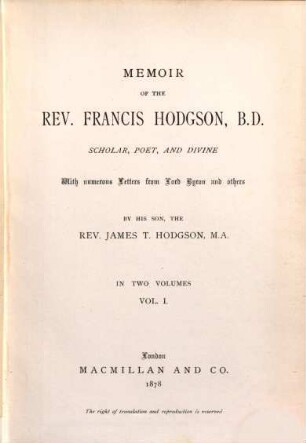 MEMOIR
OF THE
REV. FRANCIS HODGSON, B.D.
SCHOLAR, POET, AND DIVINE
With numerous Letters from Lord Byron and others
BY HIS SON, THE
REV. JAMES T. HODGSON, M.A.
IN TWO VOLUMES
VOL. I.
London
MACMILLAN AND CO.
1878
The right of translation and reproduction is reserved